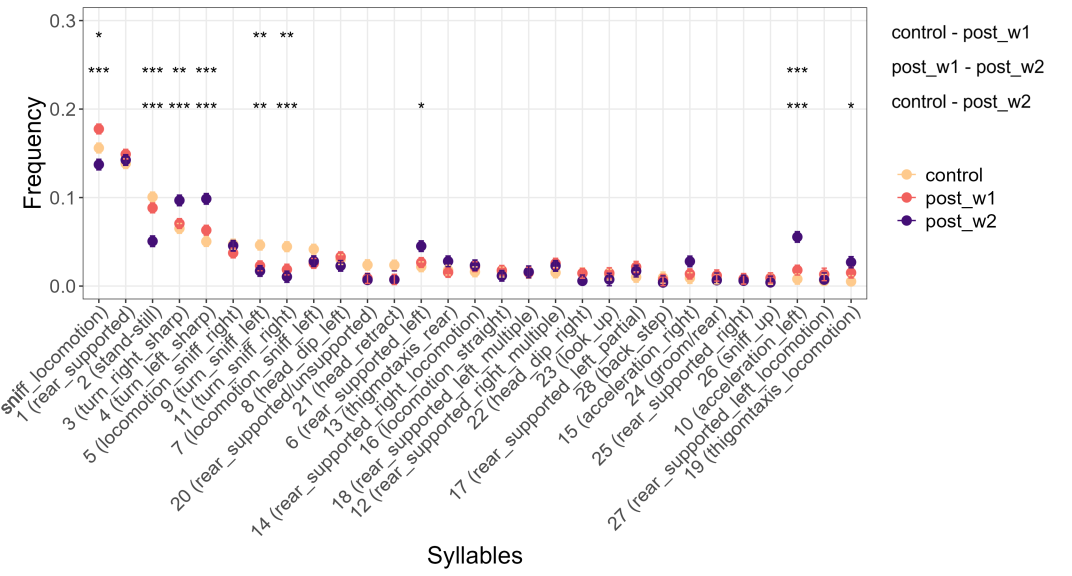 0.3
0.2
0.1
0.0
Frequency
* ** **
*** *** ** *** ***
*** *** *** ** *** * *** *
control - post_w1
post_w1 - post_w2
control - post_w2
control
post_w1
post_w2
sniff_locomotion)
1 (rear_supported)
2 (stand-still)
3 (turn_right_sharp)
4 (turn_left_sharp)
5 (locomotion_sniff_right)
9 (turn_sniff_left)
11 (turn_sniff_right)
7 (locomotion_sniff_left)
8 (head_dip_left)
20 (rear_supported/unsupported)
21 (head_retract)
6 (rear_supported_left)
13 (thigmotaxis_rear)
14 (rear_supported_right_locomotion)
16 (locomotion_straight)
18 (rear_supported_left_multiple)
12 (rear_supported_right_multiple)
22 (head_dip_right)
23 (look_up)
17 (rear_supported_left_partial)
28 (back_step)
15 (acceleration_right)
24 (groom/rear)
25 (rear_supported_right)
26 (sniff_up)
10 (acceleration_left)
27 (rear_supported_left_locomotion)
19 (thigomtaxis_locomotion)
Syllables